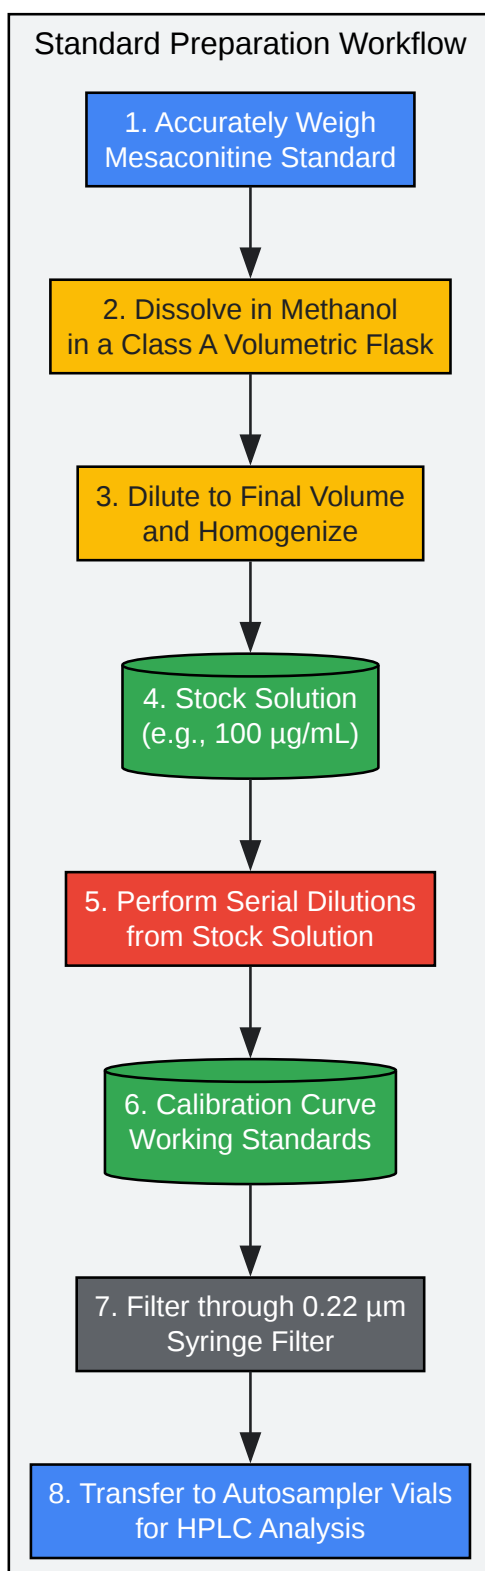 Standard Preparation Workflow
1. Accurately Weigh
Mesaconitine Standard
2. Dissolve in Methanol
in a Class A Volumetric Flask
3. Dilute to Final Volume
and Homogenize
4. Stock Solution
(e.g., 100 µg/mL)
5. Perform Serial Dilutions
from Stock Solution
6. Calibration Curve
Working Standards
7. Filter through 0.22 µm
Syringe Filter
8. Transfer to Autosampler Vials
for HPLC Analysis